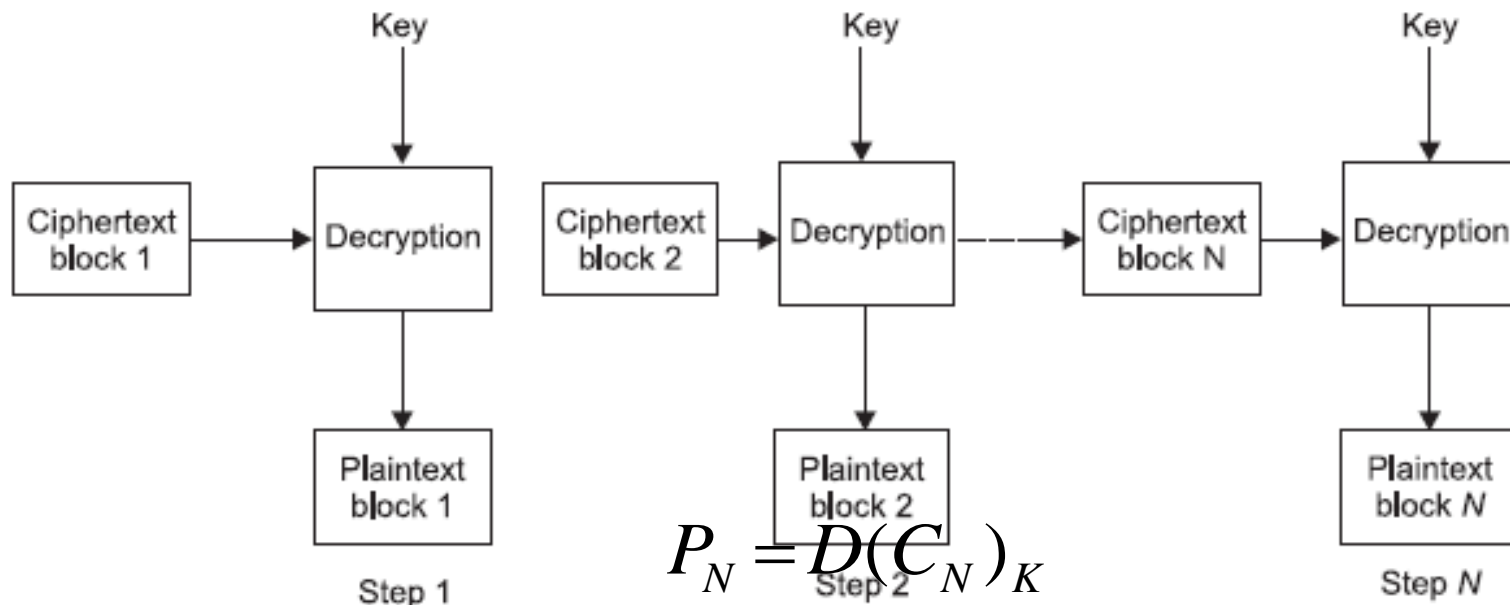 Key
Key
Key
Ciphertext
block 1
Decryption
Ciphertext
block 2
Decryption
Ciphertext
block N
Decryption
Plaintext
block 1
Plaintext
block 2
Plaintext
block N
P_N = D(C_N)_K
Step 1
Step 2
Step N